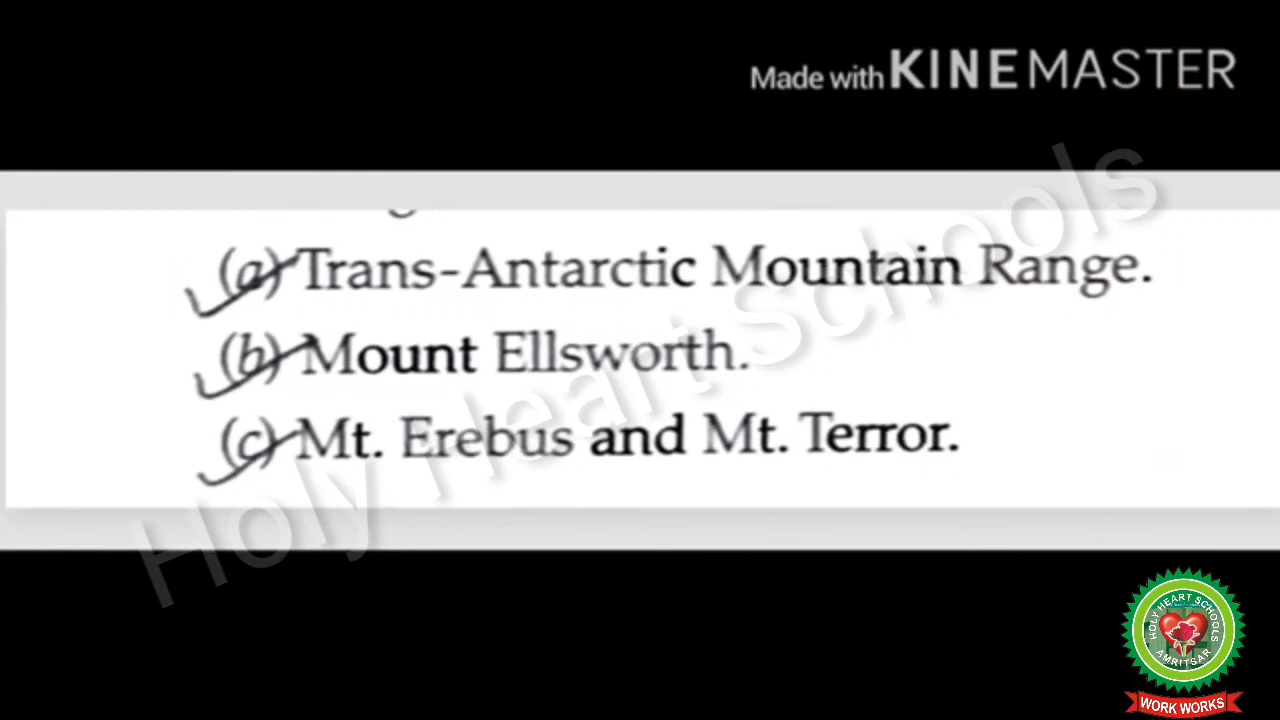 Made with KINEMASTER
(a) Trans-Antarctic Mountain Range.
(b) Mount Ellsworth.
(c) Mt. Erebus and Mt. Terror.
Holy Heart Schools
HOLY HEART SCHOOLS
AMRITSAR
WORK WORKS